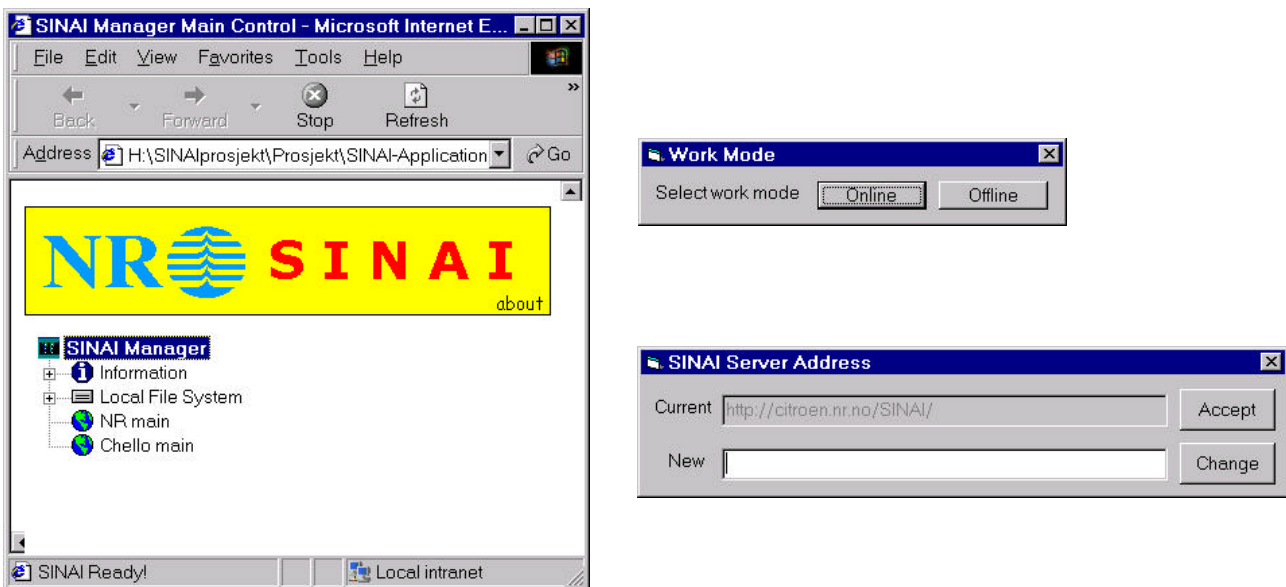 SINAI Manager Main Control - Microsoft Internet E...
File Edit View Favorites Tools Help
Back Forward Stop Refresh »
Address H:\SINAIprosjekt\Prosjekt\SINAI-Application Go
NR SINAI
about
SINAI Manager
Information
Local File System
NR main
Chello main
SINAI Ready! Local intranet
Work Mode
Select work mode Online Offline
SINAI Server Address
Current http://citroen.nr.no/SINAI/ Accept
New Change